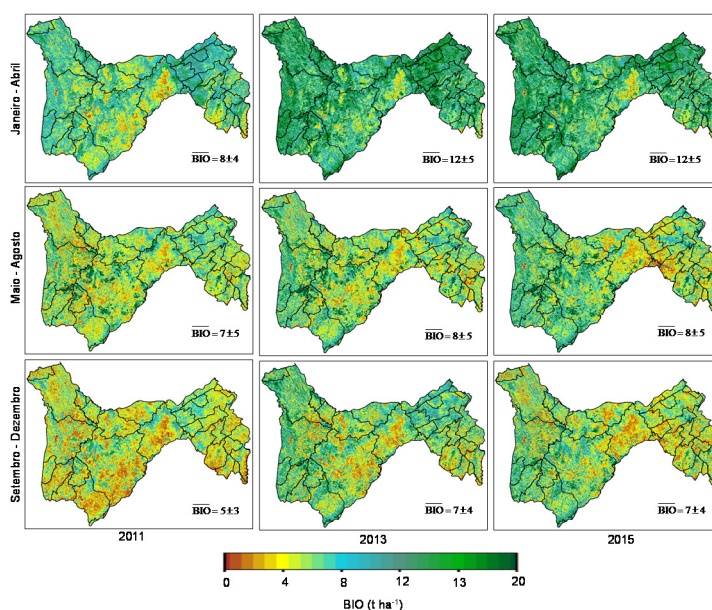 Janeiro - Abril
BIO = 8±4
BIO = 12±5
BIO = 12±5
Maio - Agosto
BIO = 7±5
BIO = 8±5
BIO = 8±5
Setembro - Dezembro
BIO = 5±3
BIO = 7±4
BIO = 7±4
2011 2013 2015
0 4 8 12 13 20
BIO (t ha⁻¹)